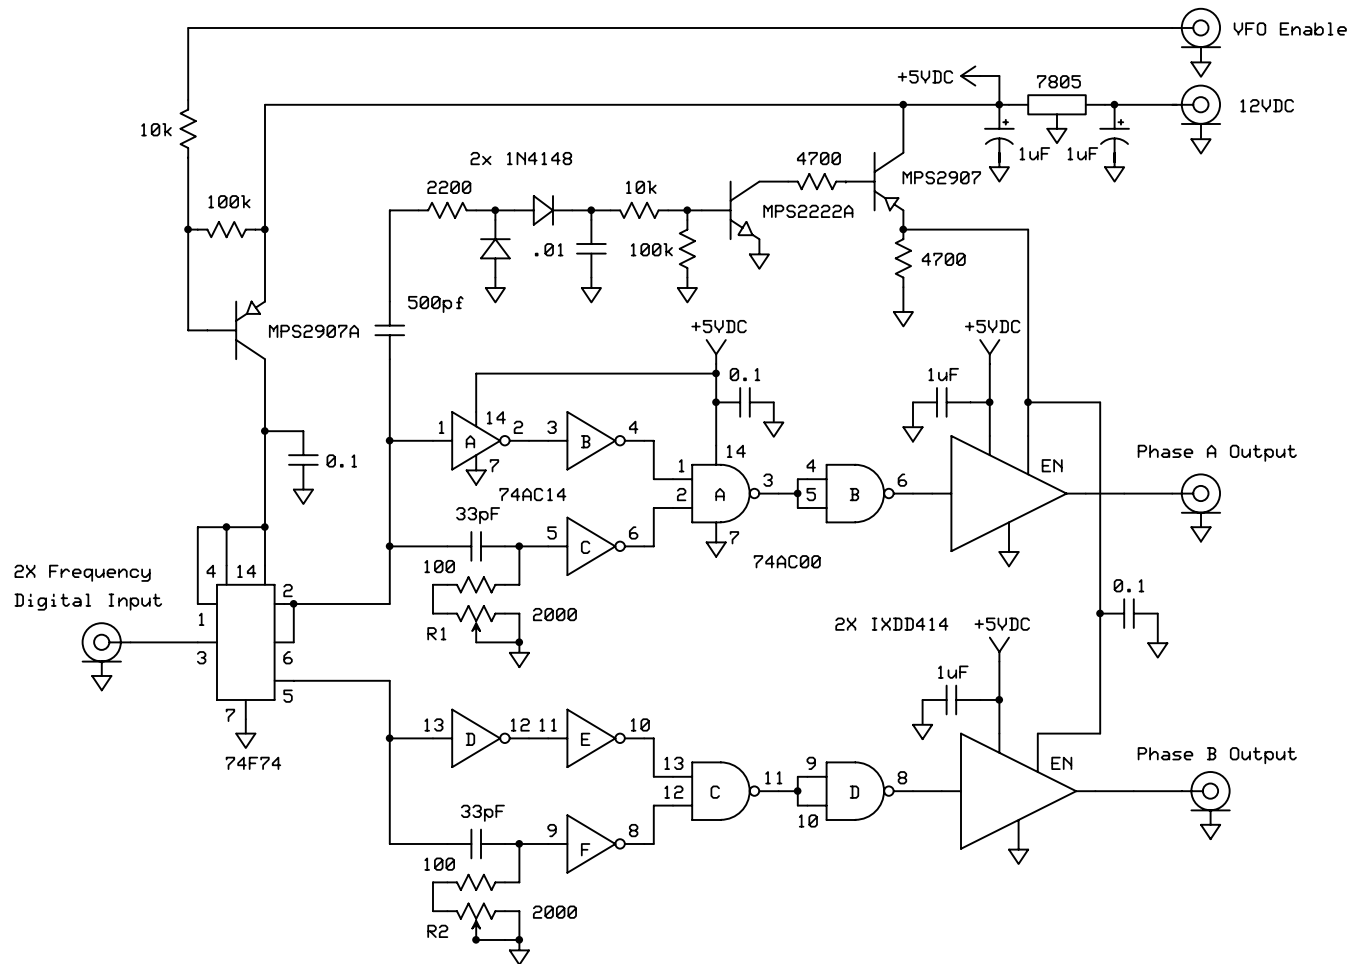 VFO Enable
+5VDC
7805
12VDC
10k
1uF
1uF
2x 1N4148
4700
MPS2907
2200
10k
MPS2222A
100k
.01
100k
4700
500pf
MPS2907A
+5VDC
+5VDC
0.1
1uF
1
A
14
2
3
B
4
7
0.1
14
1
2
A
3
4
5
B
6
EN
Phase A Output
74AC14
33pF
5
C
6
7
74AC00
100
2X Frequency
Digital Input
4
14
2
1
3
6
5
7
74F74
2000
R1
0.1
2X IXDD414
+5VDC
1uF
13
D
12
11
E
10
13
12
C
11
9
10
D
8
EN
Phase B Output
33pF
9
F
8
100
2000
R2